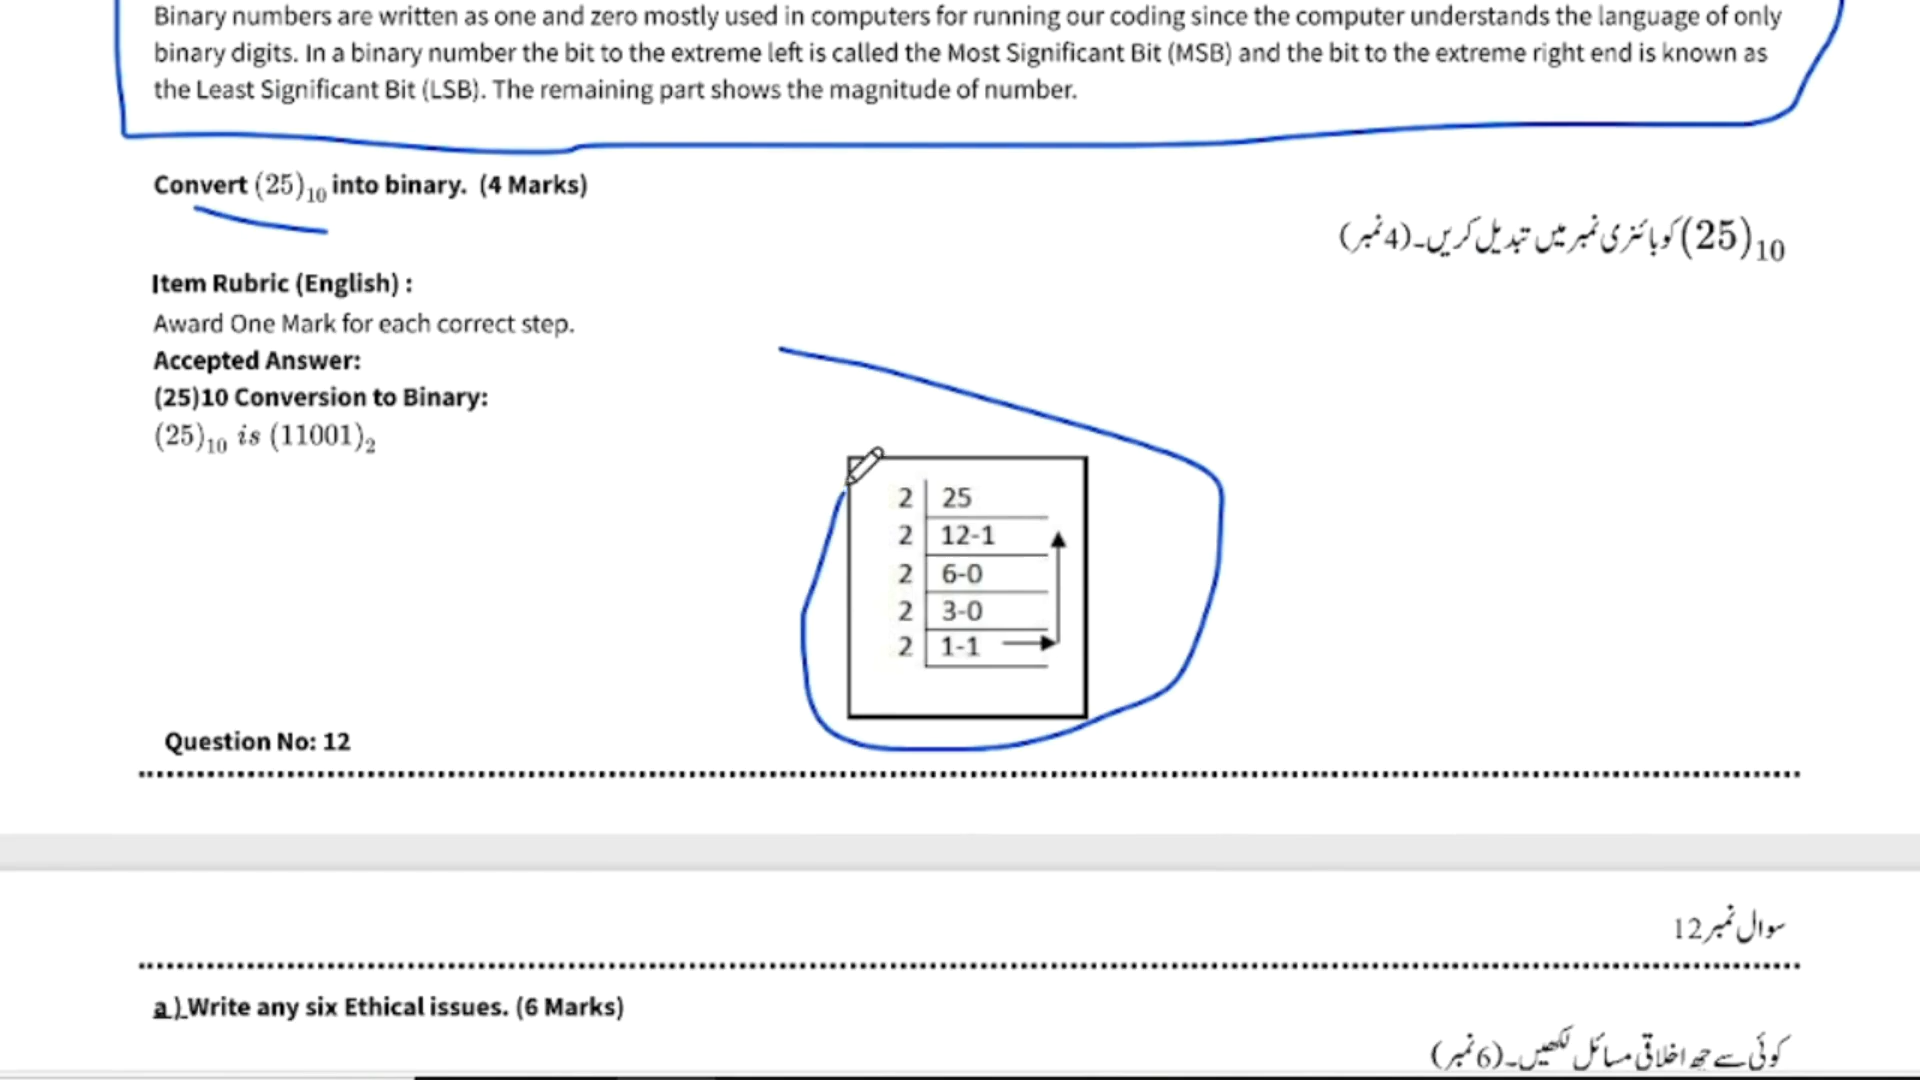 Binary numbers are written as one and zero mostly used in computers for running our coding since the computer understands the language of only
binary digits. In a binary number the bit to the extreme left is called the Most Significant Bit (MSB) and the bit to the extreme right end is known as
the Least Significant Bit (LSB). The remaining part shows the magnitude of number.
Convert (25)₁₀ into binary. (4 Marks)
(25)₁₀ کو بائنری نمبر میں تبدیل کریں۔(4 نمبر)
Item Rubric (English) :
Award One Mark for each correct step.
Accepted Answer:
(25)10 Conversion to Binary:
(25)₁₀ is (11001)₂
2 25
2 12-1
2 6-0
2 3-0
2 1-1
Question No: 12
سوال نمبر 12
a ) Write any six Ethical issues. (6 Marks)
کوئی سے چھ اخلاقی مسائل لکھیں۔(6 نمبر)